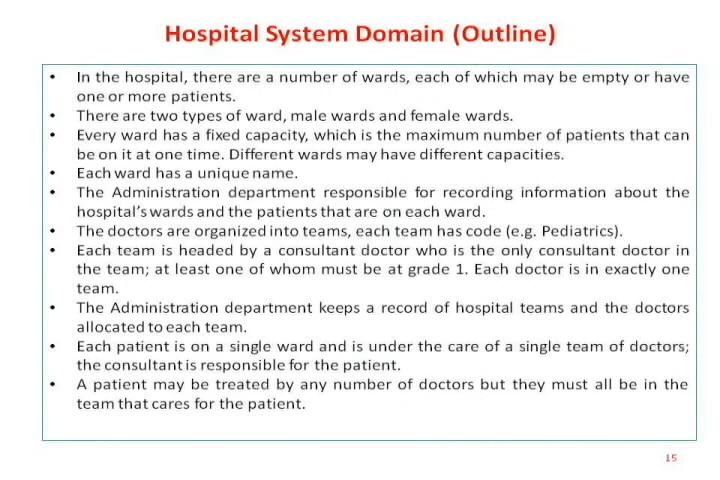 Hospital System Domain (Outline)
• In the hospital, there are a number of wards, each of which may be empty or have
one or more patients.
• There are two types of ward, male wards and female wards.
• Every ward has a fixed capacity, which is the maximum number of patients that can
be on it at one time. Different wards may have different capacities.
• Each ward has a unique name.
• The Administration department responsible for recording information about the
hospital's wards and the patients that are on each ward.
• The doctors are organized into teams, each team has code (e.g. Pediatrics).
• Each team is headed by a consultant doctor who is the only consultant doctor in
the team; at least one of whom must be at grade 1. Each doctor is in exactly one
team.
• The Administration department keeps a record of hospital teams and the doctors
allocated to each team.
• Each patient is on a single ward and is under the care of a single team of doctors;
the consultant is responsible for the patient.
• A patient may be treated by any number of doctors but they must all be in the
team that cares for the patient.
15